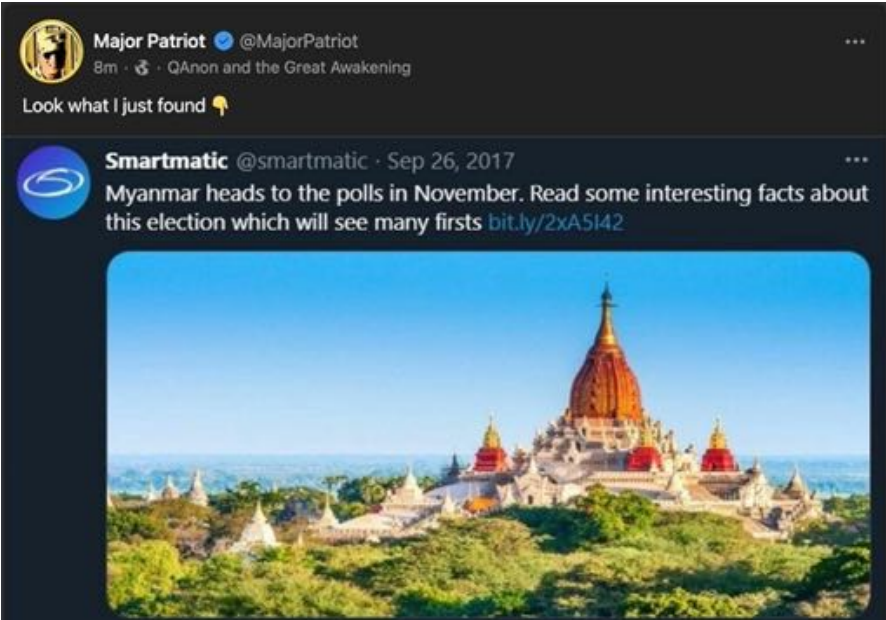 Major Patriot @MajorPatriot
8m · · QAnon and the Great Awakening
Look what I just found 👇
Smartmatic @smartmatic · Sep 26, 2017
Myanmar heads to the polls in November. Read some interesting facts about
this election which will see many firsts bit.ly/2xA5I42